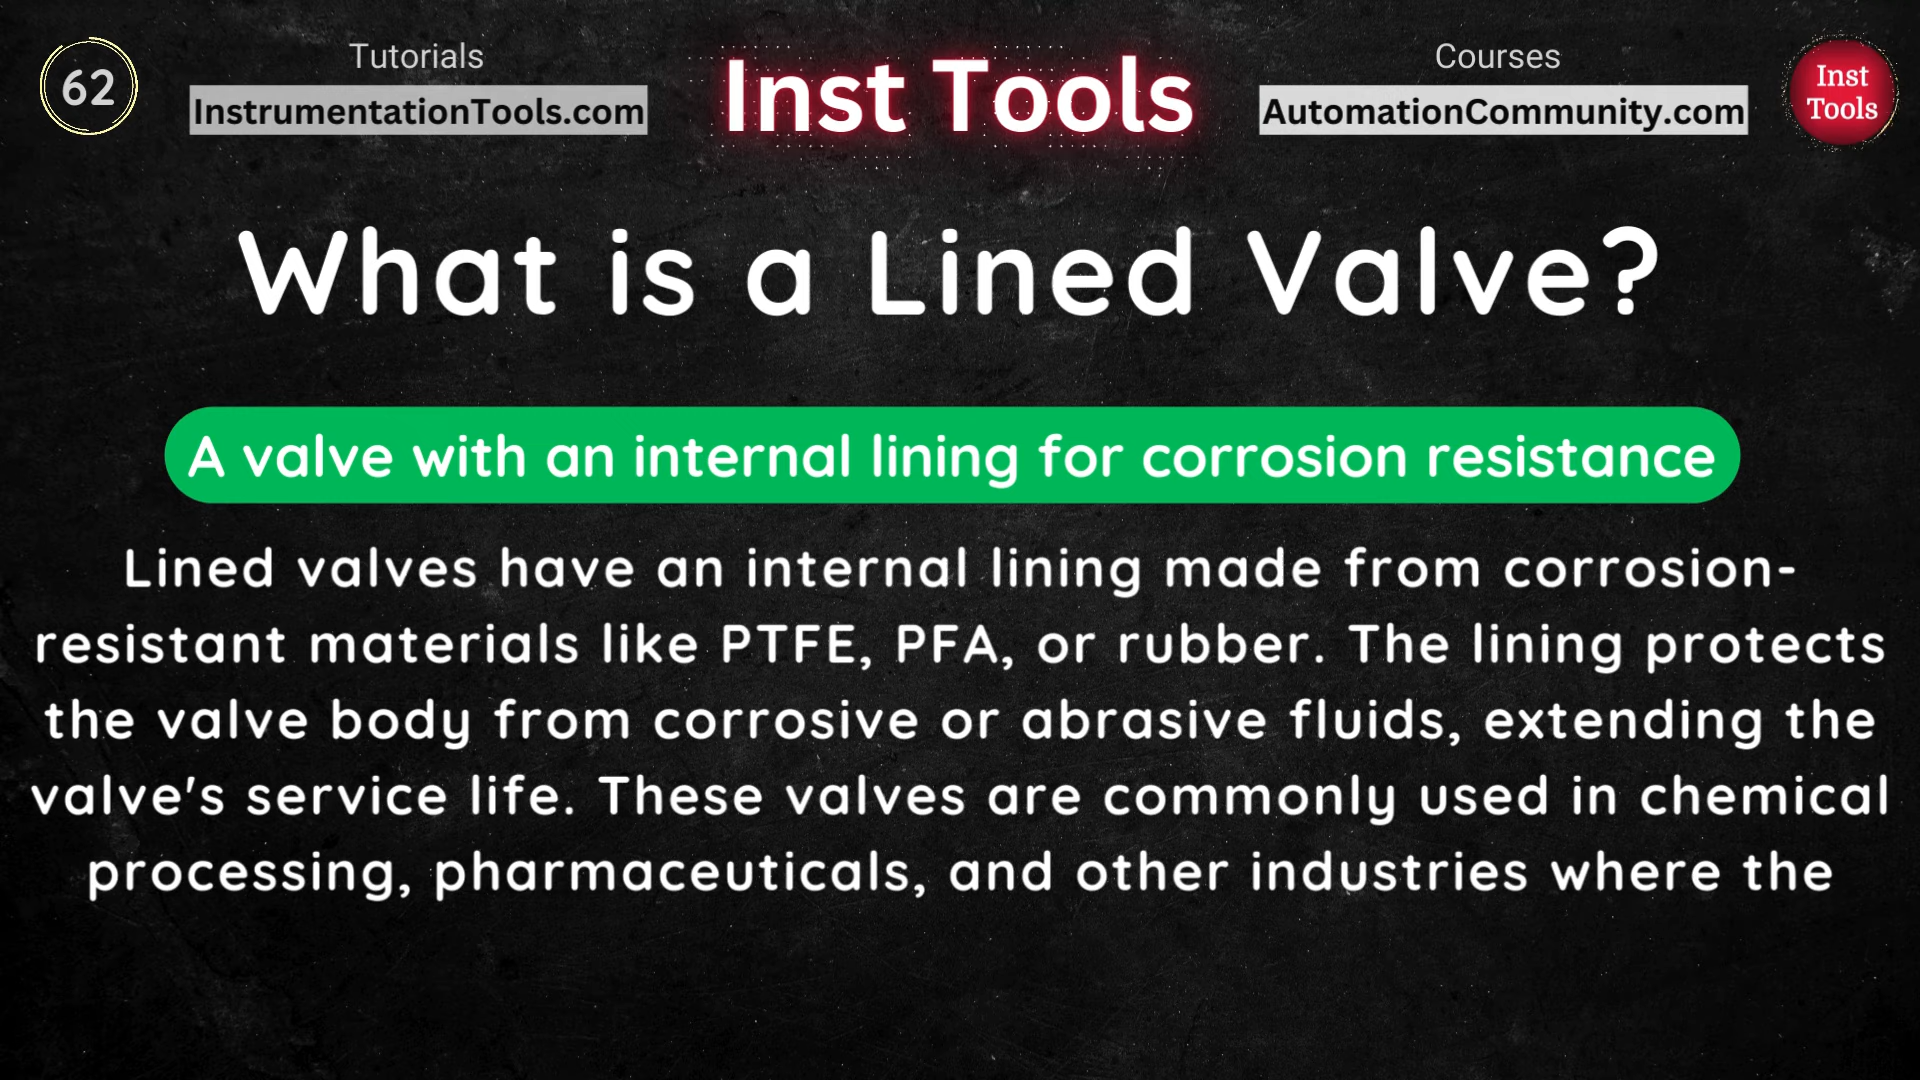 62
Tutorials
InstrumentationTools.com
Inst Tools
Courses
AutomationCommunity.com
Inst
Tools
What is a Lined Valve?
A valve with an internal lining for corrosion resistance
Lined valves have an internal lining made from corrosion-
resistant materials like PTFE, PFA, or rubber. The lining protects
the valve body from corrosive or abrasive fluids, extending the
valve's service life. These valves are commonly used in chemical
processing, pharmaceuticals, and other industries where the